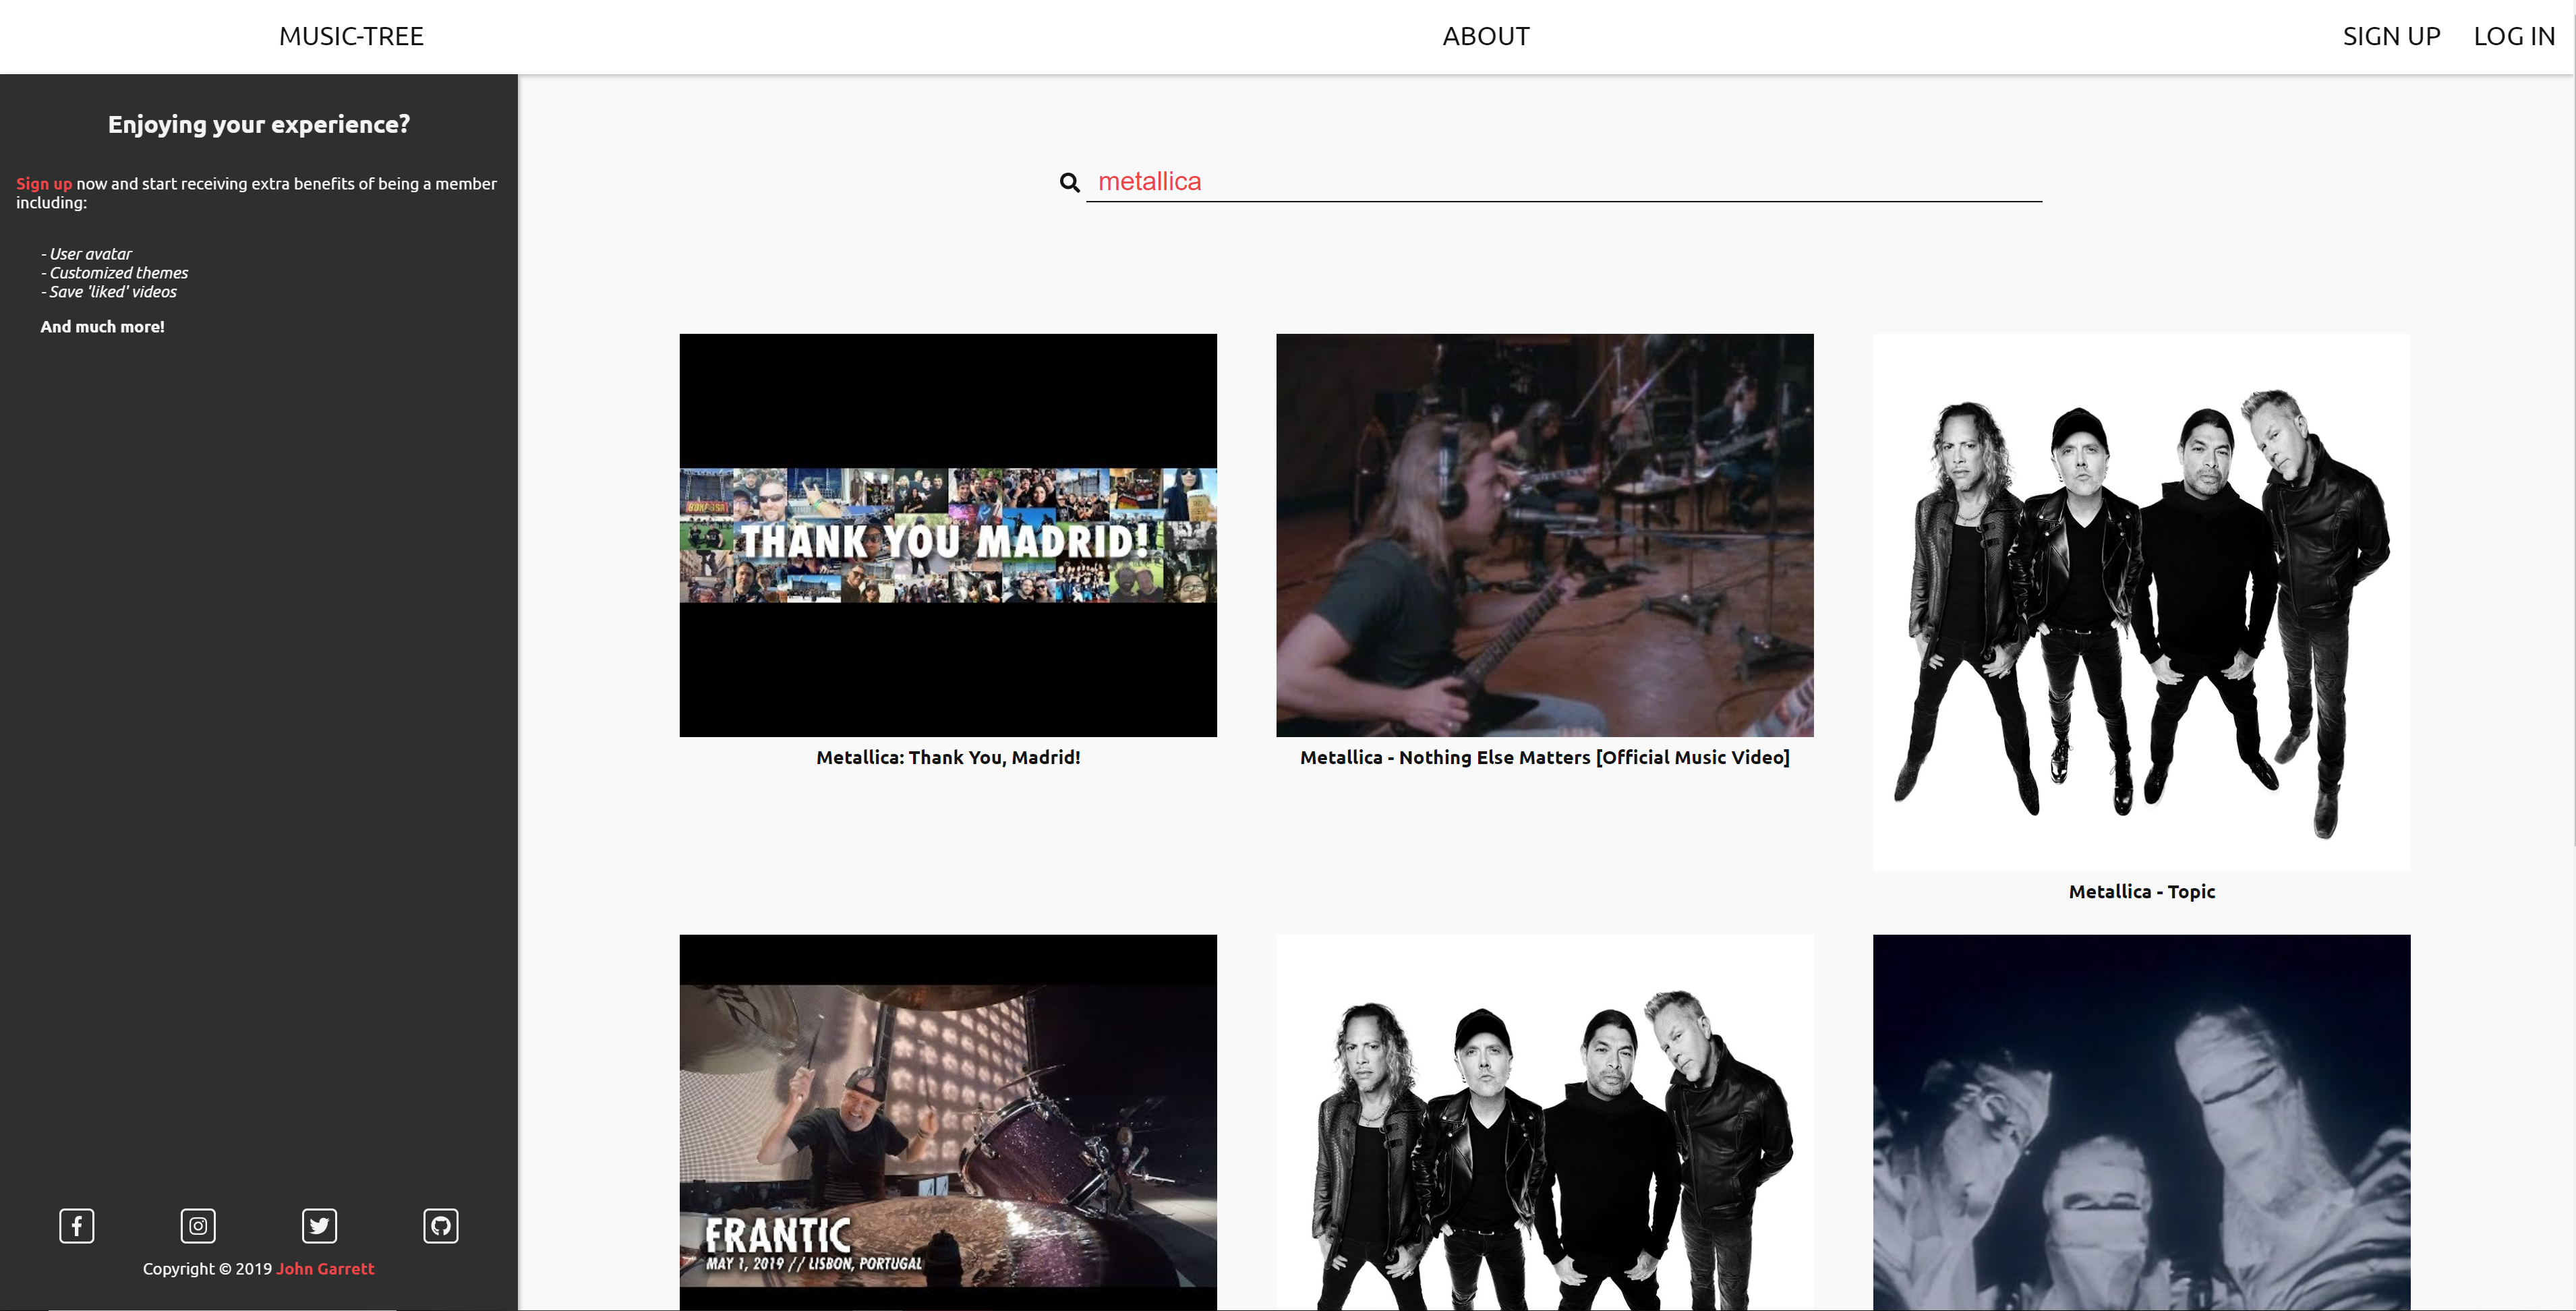 MUSIC-TREE
ABOUT
SIGN UP
LOG IN
Enjoying your experience?
Sign up now and start receiving extra benefits of being a member
including:
- User avatar
- Customized themes
- Save 'liked' videos
And much more!
Copyright © 2019 John Garrett
metallica
THANK YOU MADRID!
Metallica: Thank You, Madrid!
Metallica - Nothing Else Matters [Official Music Video]
Metallica - Topic
FRANTIC
MAY 1, 2019 // LISBON, PORTUGAL